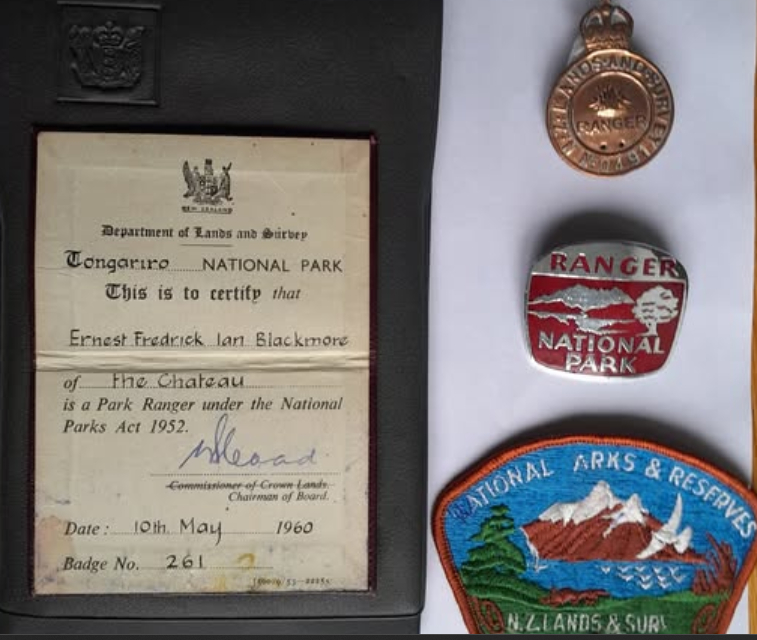 NEW ZEALAND
Department of Lands and Survey
Tongariro NATIONAL PARK
This is to certify that
Ernest Fredrick Ian Blackmore
of the Chateau
is a Park Ranger under the National
Parks Act 1952.
Commissioner of Crown Lands.
Chairman of Board.
Date: 10th. May 1960
Badge No. 261
N.Z. LANDS AND SURVEY
RANGER
RANGER
NATIONAL
PARK
NATIONAL ARKS & RESERVES
N.Z LANDS & SUR